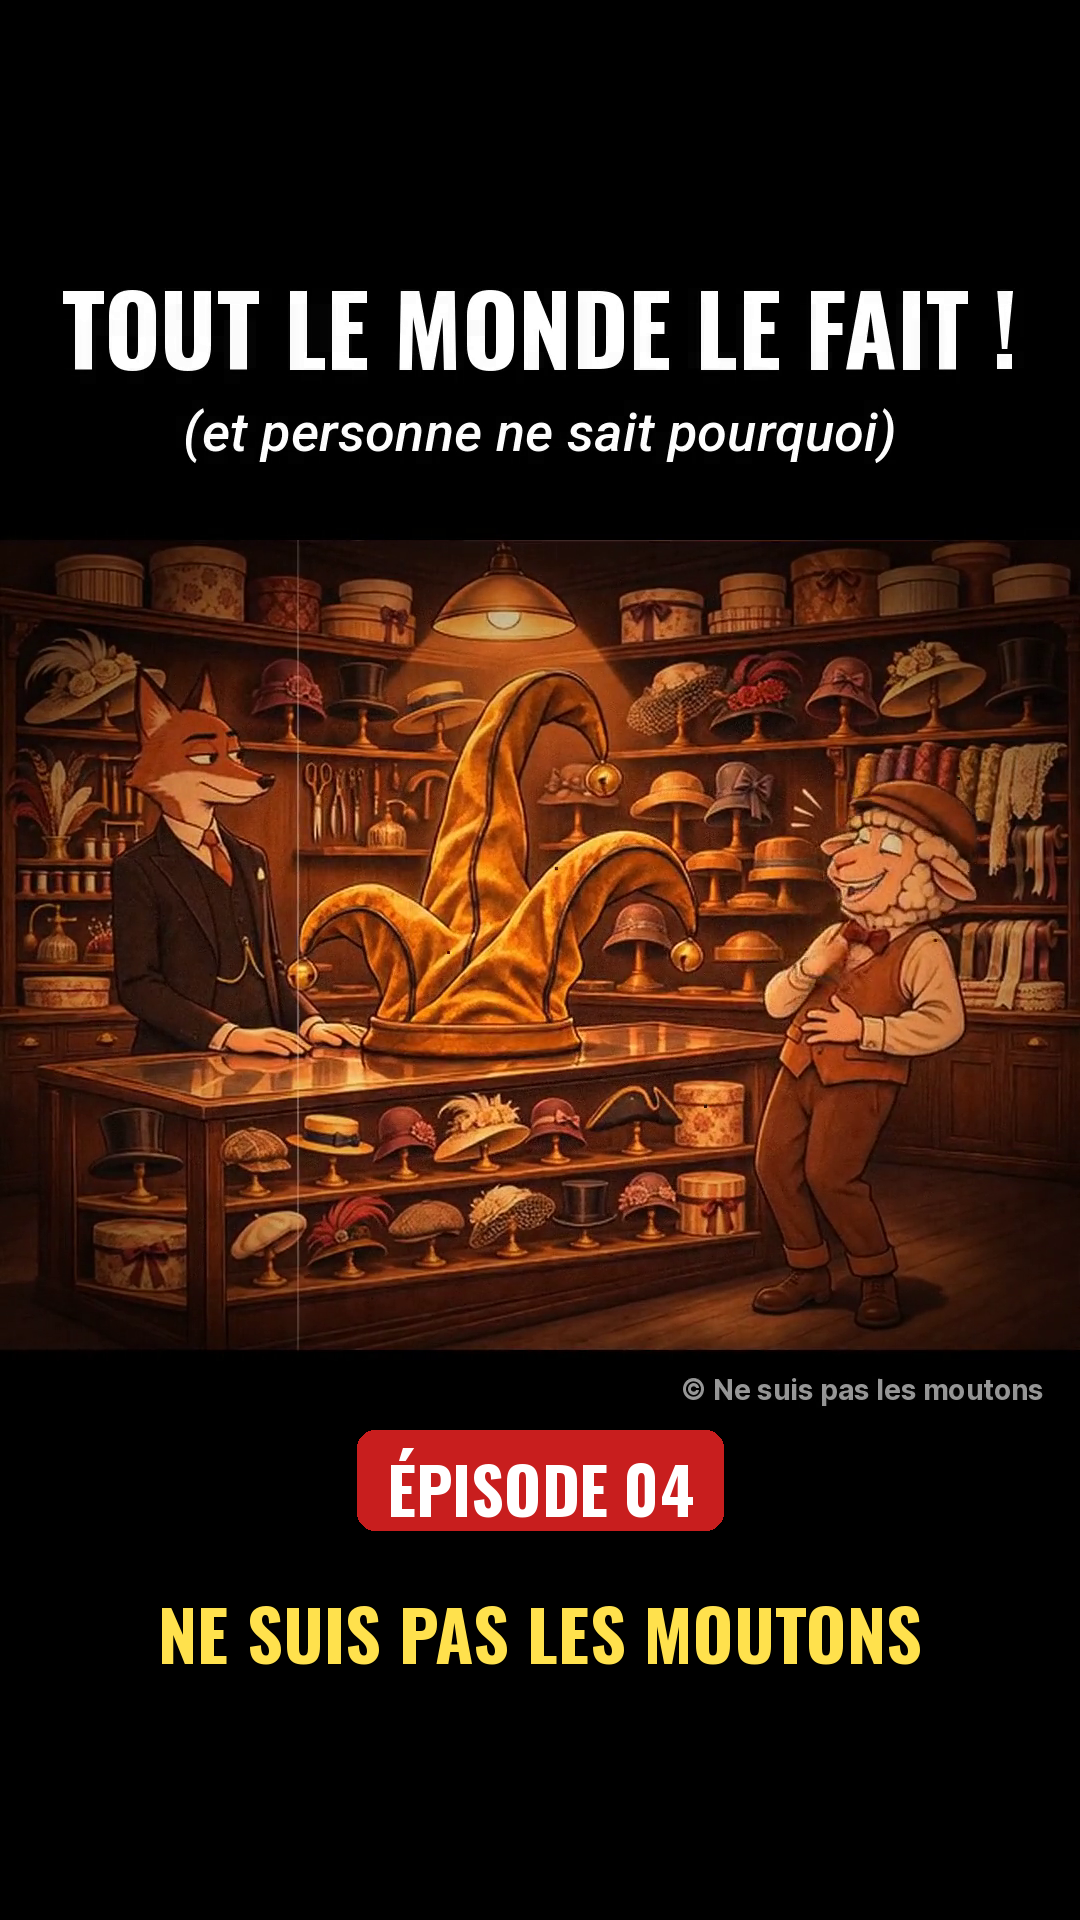 TOUT LE MONDE LE FAIT !
(et personne ne sait pourquoi)
© Ne suis pas les moutons
ÉPISODE 04
NE SUIS PAS LES MOUTONS